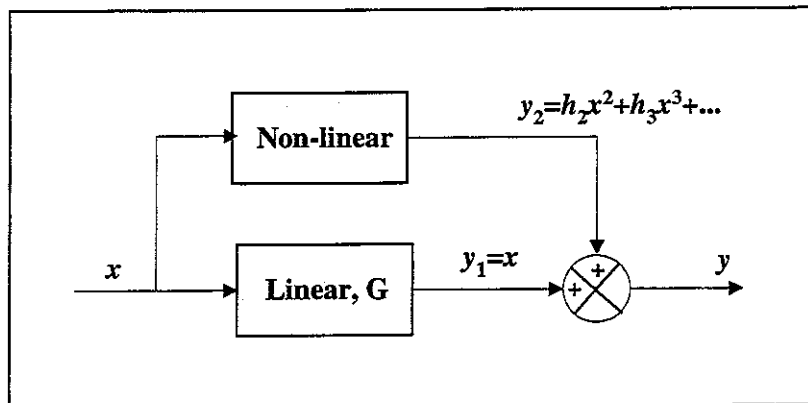 y₂=h₂x²+h₃x³+...
Non-linear
x
Linear, G
y₁=x
+
+
y